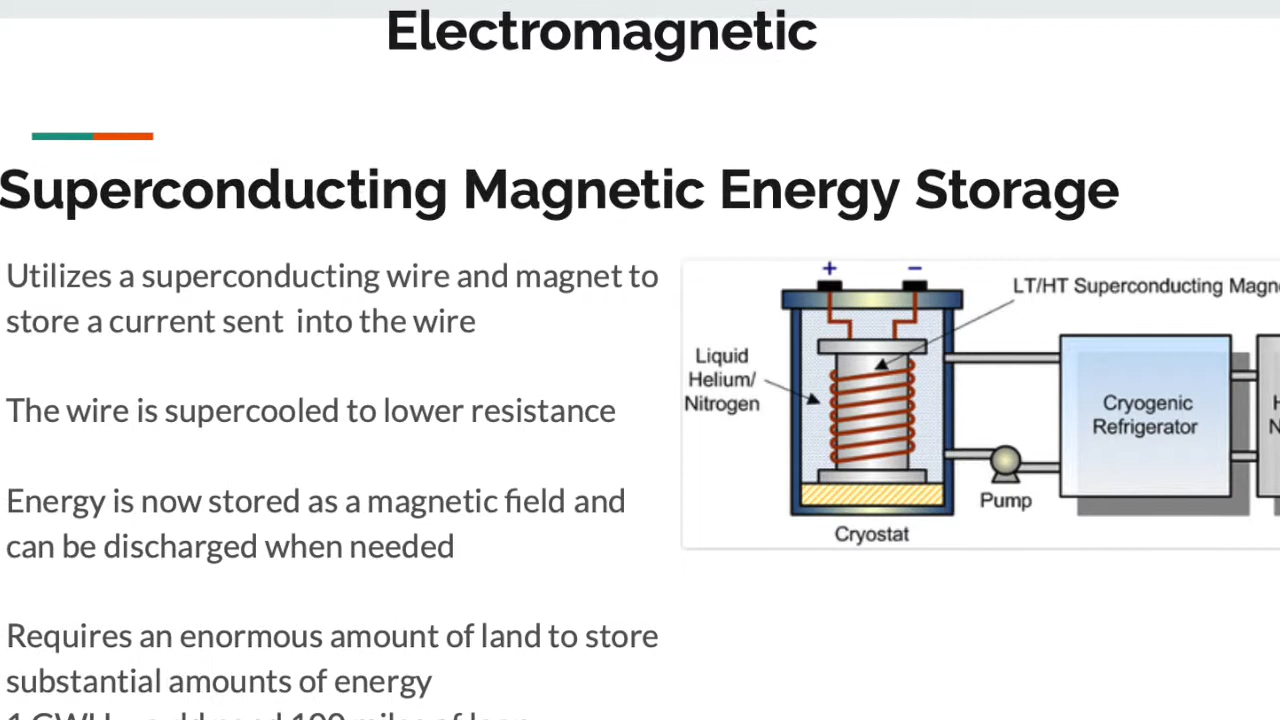 Electromagnetic
Superconducting Magnetic Energy Storage
Utilizes a superconducting wire and magnet to
store a current sent into the wire
The wire is supercooled to lower resistance
Energy is now stored as a magnetic field and
can be discharged when needed
Requires an enormous amount of land to store
substantial amounts of energy
+ −
LT/HT Superconducting
Liquid
Helium/
Nitrogen
Cryogenic
Refrigerator
Pump
Cryostat